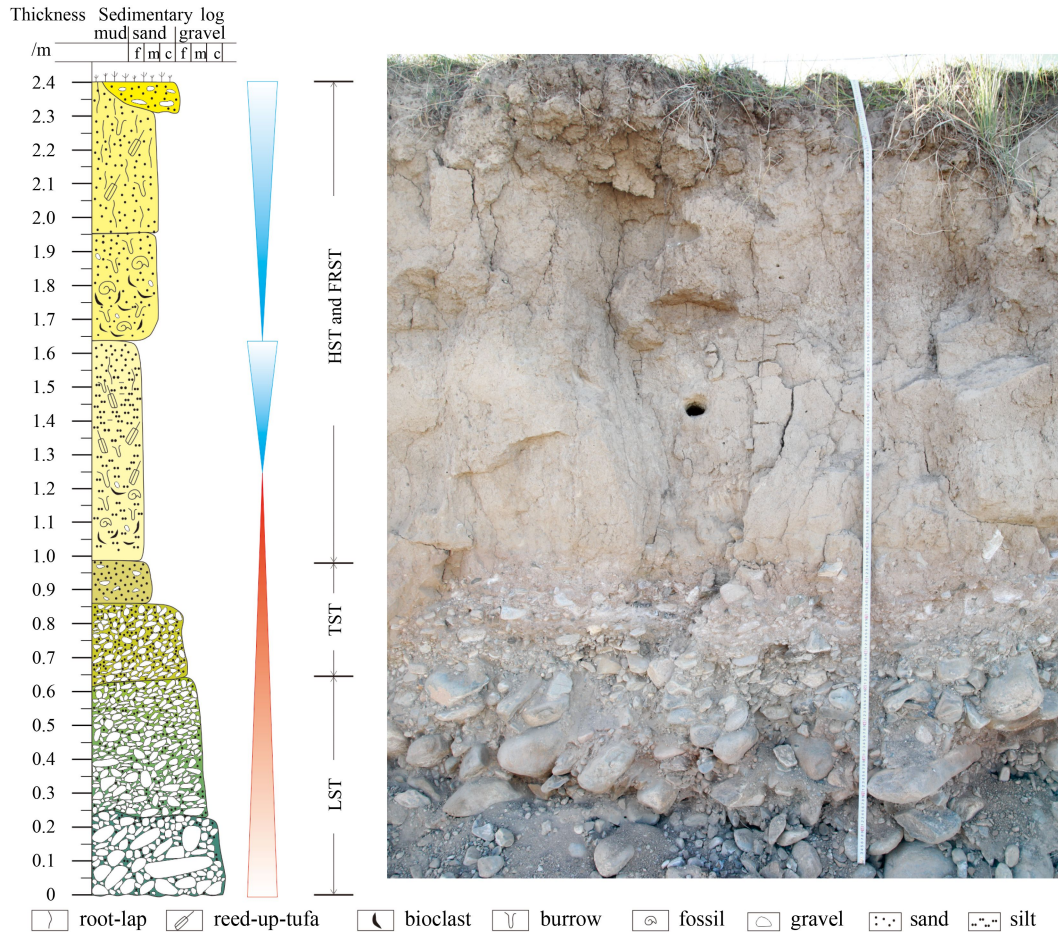 Thickness
/m
Sedimentary log
mud sand gravel
f m c f m c
2.4
2.3
2.2
2.1
2.0
1.9
1.8
1.7
1.6
1.5
1.4
1.3
1.2
1.1
1.0
0.9
0.8
0.7
0.6
0.5
0.4
0.3
0.2
0.1
0
HST and FRST
TST
LST
root-lap reed-up-tufa bioclast burrow fossil gravel sand silt